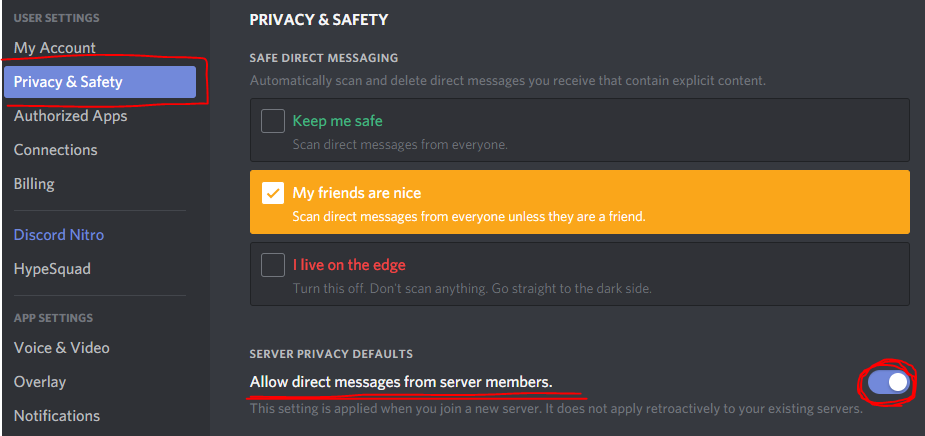 USER SETTINGS
My Account
Privacy & Safety
Authorized Apps
Connections
Billing
Discord Nitro
HypeSquad
APP SETTINGS
Voice & Video
Overlay
Notifications
PRIVACY & SAFETY
SAFE DIRECT MESSAGING
Automatically scan and delete direct messages you receive that contain explicit content.
Keep me safe
Scan direct messages from everyone.
My friends are nice
Scan direct messages from everyone unless they are a friend.
I live on the edge
Turn this off. Don't scan anything. Go straight to the dark side.
SERVER PRIVACY DEFAULTS
Allow direct messages from server members.
This setting is applied when you join a new server. It does not apply retroactively to your existing servers.